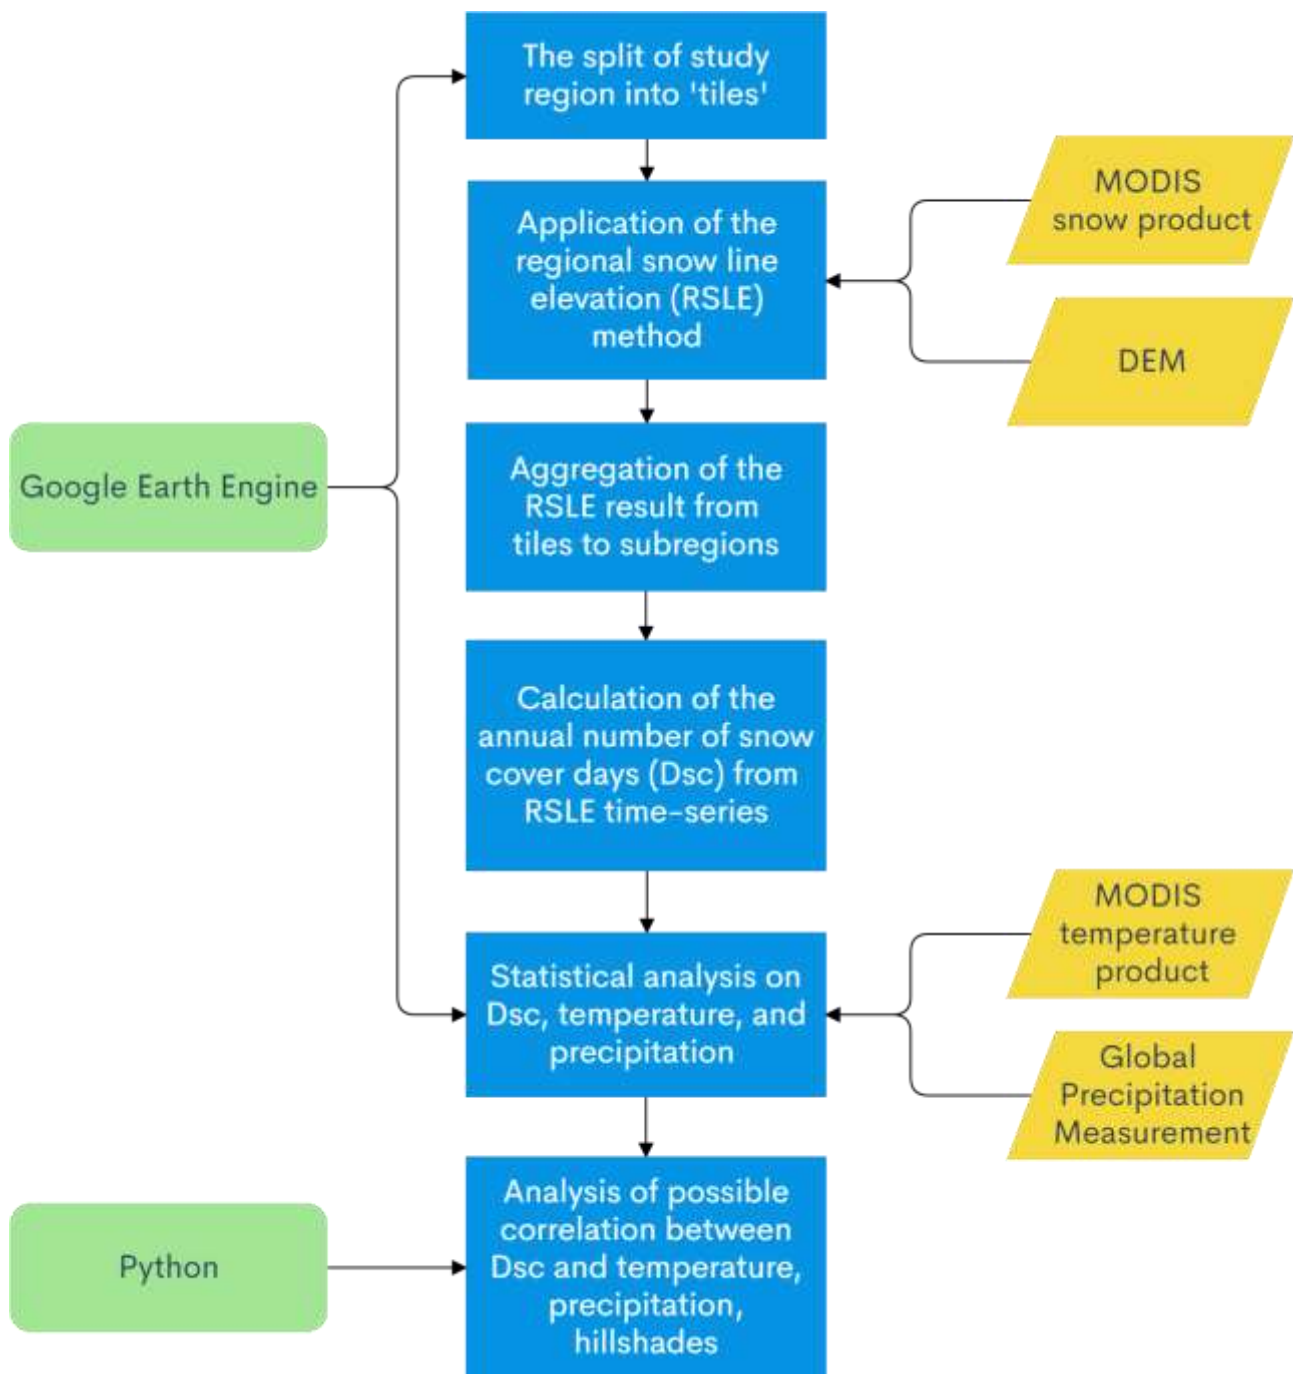 The split of study
region into 'tiles'
MODIS
snow product
Application of the
regional snow line
elevation (RSLE)
method
DEM
Google Earth Engine
Aggregation of the
RSLE result from
tiles to subregions
Calculation of the
annual number of snow
cover days (Dsc) from
RSLE time-series
MODIS
temperature
product
Statistical analysis on
Dsc, temperature, and
precipitation
Global
Precipitation
Measurement
Python
Analysis of possible
correlation between
Dsc and temperature,
precipitation,
hillshades